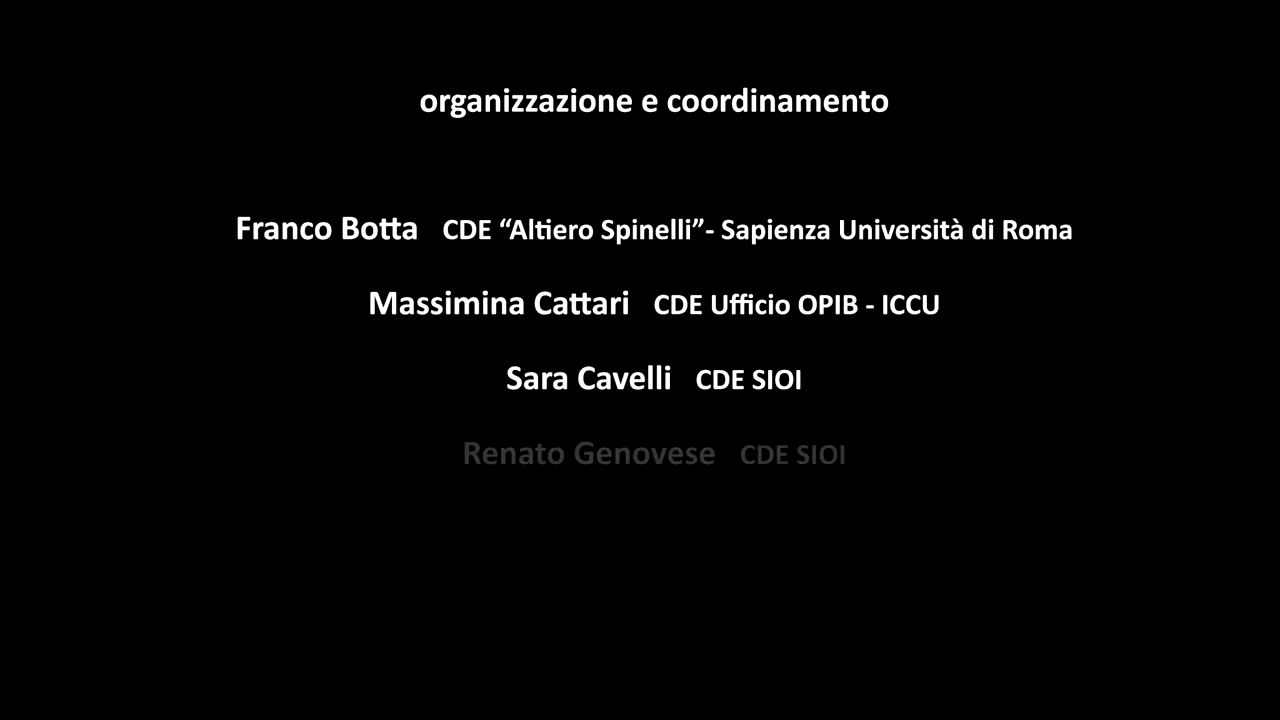 organizzazione e coordinamento
Franco Botta CDE “Altiero Spinelli”- Sapienza Università di Roma
Massimina Cattari CDE Ufficio OPIB - ICCU
Sara Cavelli CDE SIOI
Renato Genovese CDE SIOI